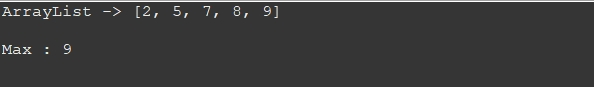 ArrayList -> [2, 5, 7, 8, 9]
Max : 9